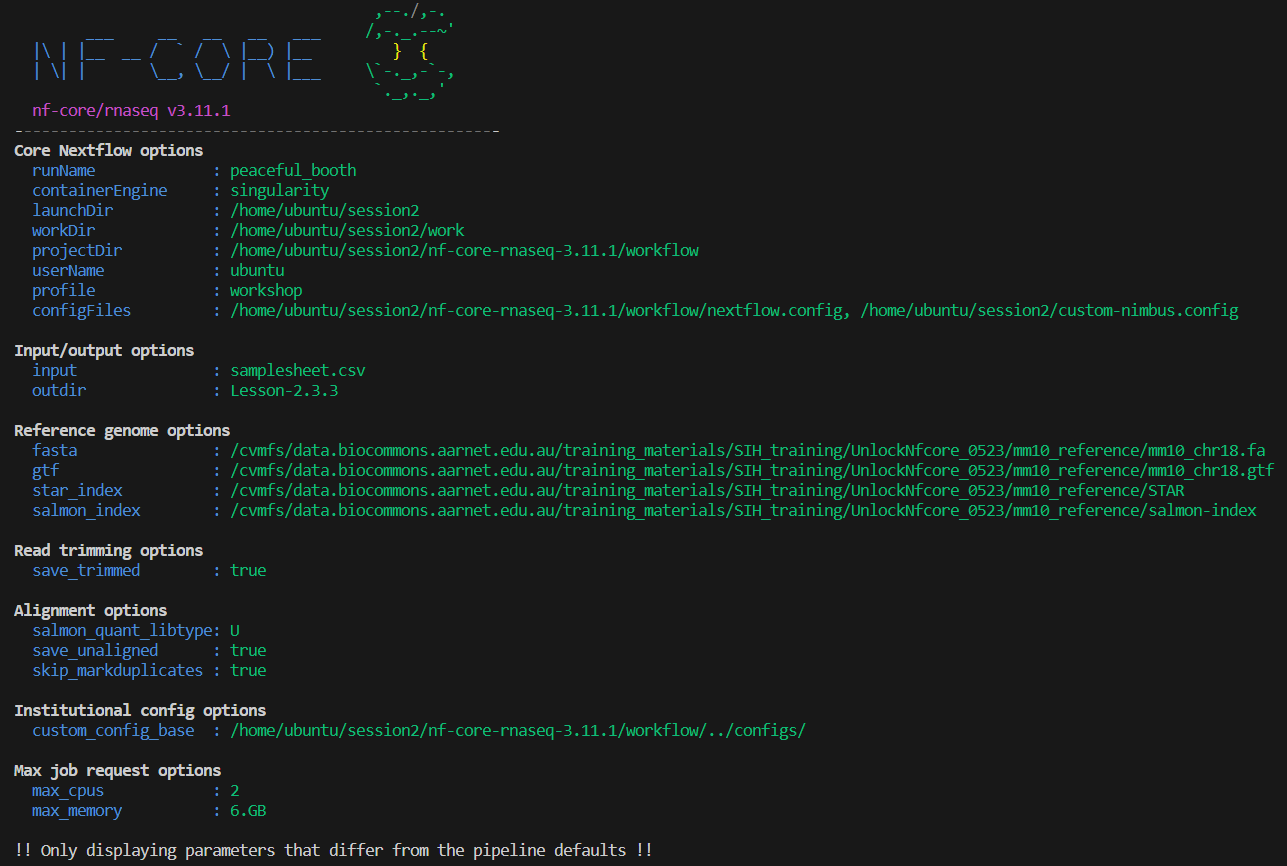 ,--./,-.
        ___     __   __   __   ___     /,-._.--~'
  |\ | |__  __ /  ` /  \ |__) |__         }  {
  | \| |       \__, \__/ |  \ |___     \`-._,-`-,
                                        `._,._,'
  nf-core/rnaseq v3.11.1
------------------------------------------------------
Core Nextflow options
  runName             : peaceful_booth
  containerEngine     : singularity
  launchDir           : /home/ubuntu/session2
  workDir             : /home/ubuntu/session2/work
  projectDir          : /home/ubuntu/session2/nf-core-rnaseq-3.11.1/workflow
  userName            : ubuntu
  profile             : workshop
  configFiles         : /home/ubuntu/session2/nf-core-rnaseq-3.11.1/workflow/nextflow.config, /home/ubuntu/session2/custom-nimbus.config

Input/output options
  input               : samplesheet.csv
  outdir              : Lesson-2.3.3

Reference genome options
  fasta               : /cvmfs/data.biocommons.aarnet.edu.au/training_materials/SIH_training/UnlockNfcore_0523/mm10_reference/mm10_chr18.fa
  gtf                 : /cvmfs/data.biocommons.aarnet.edu.au/training_materials/SIH_training/UnlockNfcore_0523/mm10_reference/mm10_chr18.gtf
  star_index          : /cvmfs/data.biocommons.aarnet.edu.au/training_materials/SIH_training/UnlockNfcore_0523/mm10_reference/STAR
  salmon_index        : /cvmfs/data.biocommons.aarnet.edu.au/training_materials/SIH_training/UnlockNfcore_0523/mm10_reference/salmon-index

Read trimming options
  save_trimmed        : true

Alignment options
  salmon_quant_libtype: U
  save_unaligned      : true
  skip_markduplicates : true

Institutional config options
  custom_config_base  : /home/ubuntu/session2/nf-core-rnaseq-3.11.1/workflow/../configs/

Max job request options
  max_cpus            : 2
  max_memory          : 6.GB

!! Only displaying parameters that differ from the pipeline defaults !!